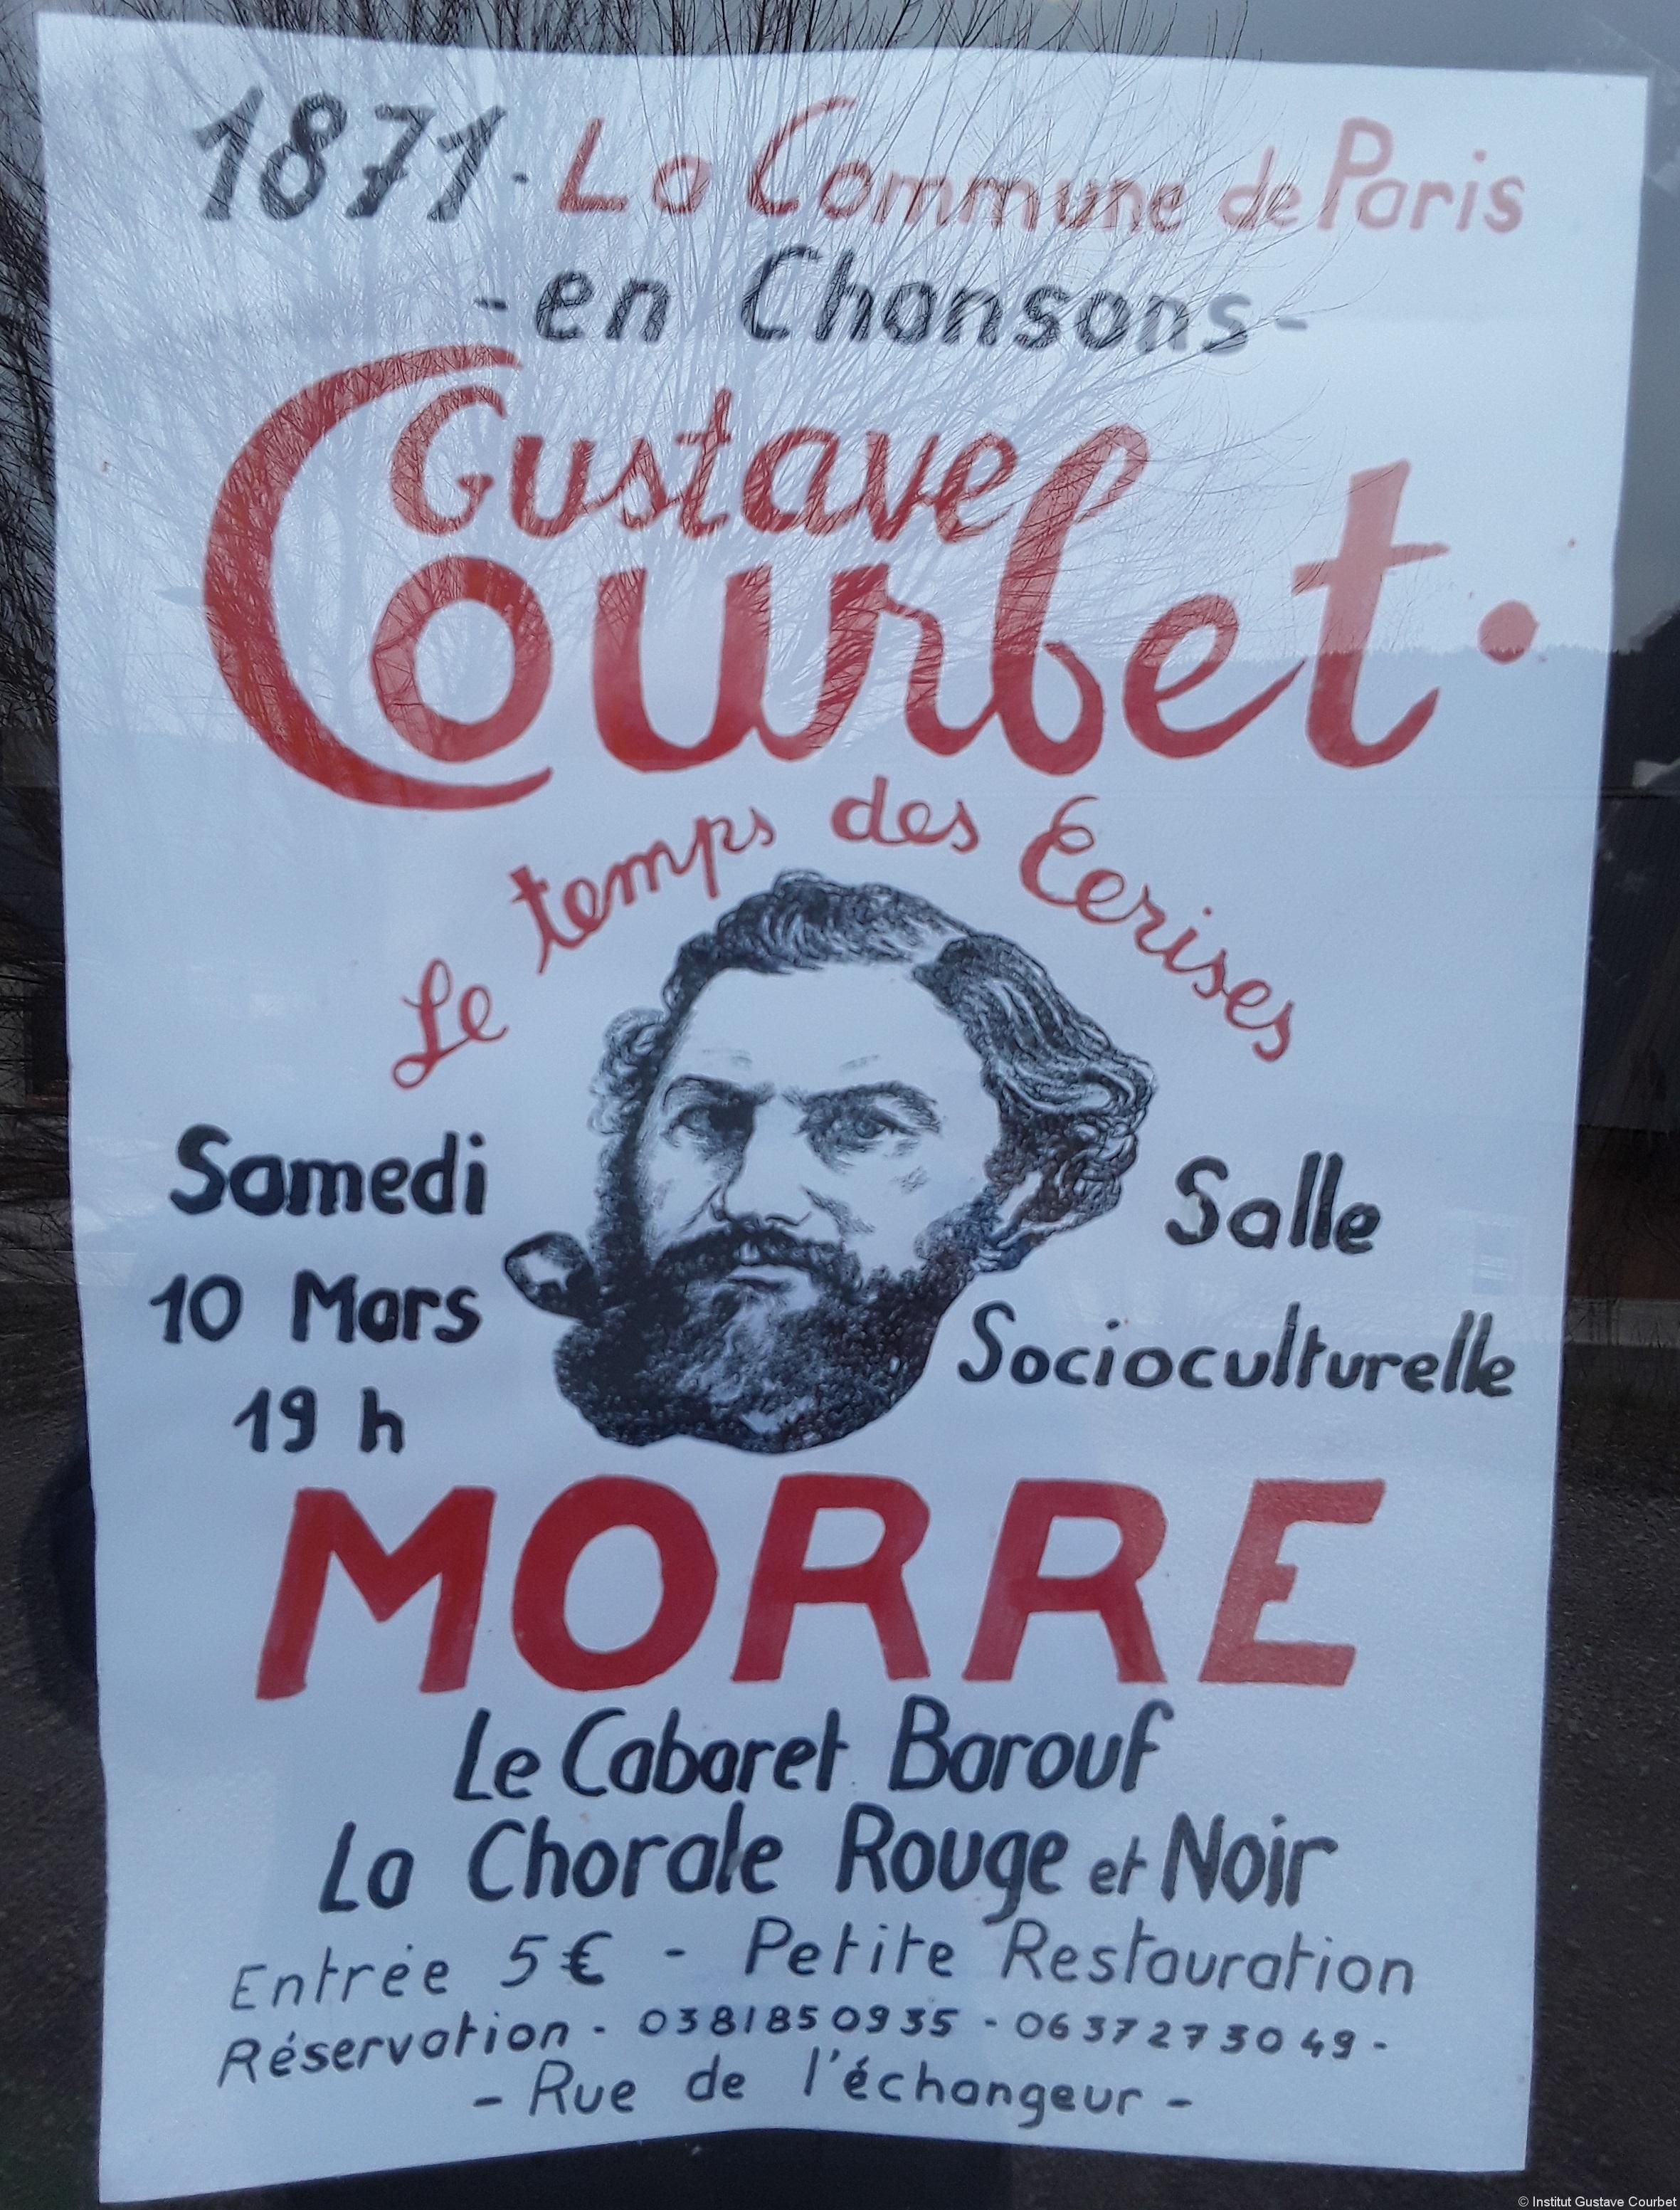 1871 - La Commune de Paris
- en Chansons -
Gustave
Courbet .
Le temps des Cerises
Samedi
10 Mars
19 h
Salle
Socioculturelle
MORRE
Le Cabaret Barouf
La Chorale Rouge et Noir
Entrée 5€ - Petite Restauration
Réservation - 0381850935 - 0637273049 -
- Rue de l'échangeur -
© Institut Gustave Courbet